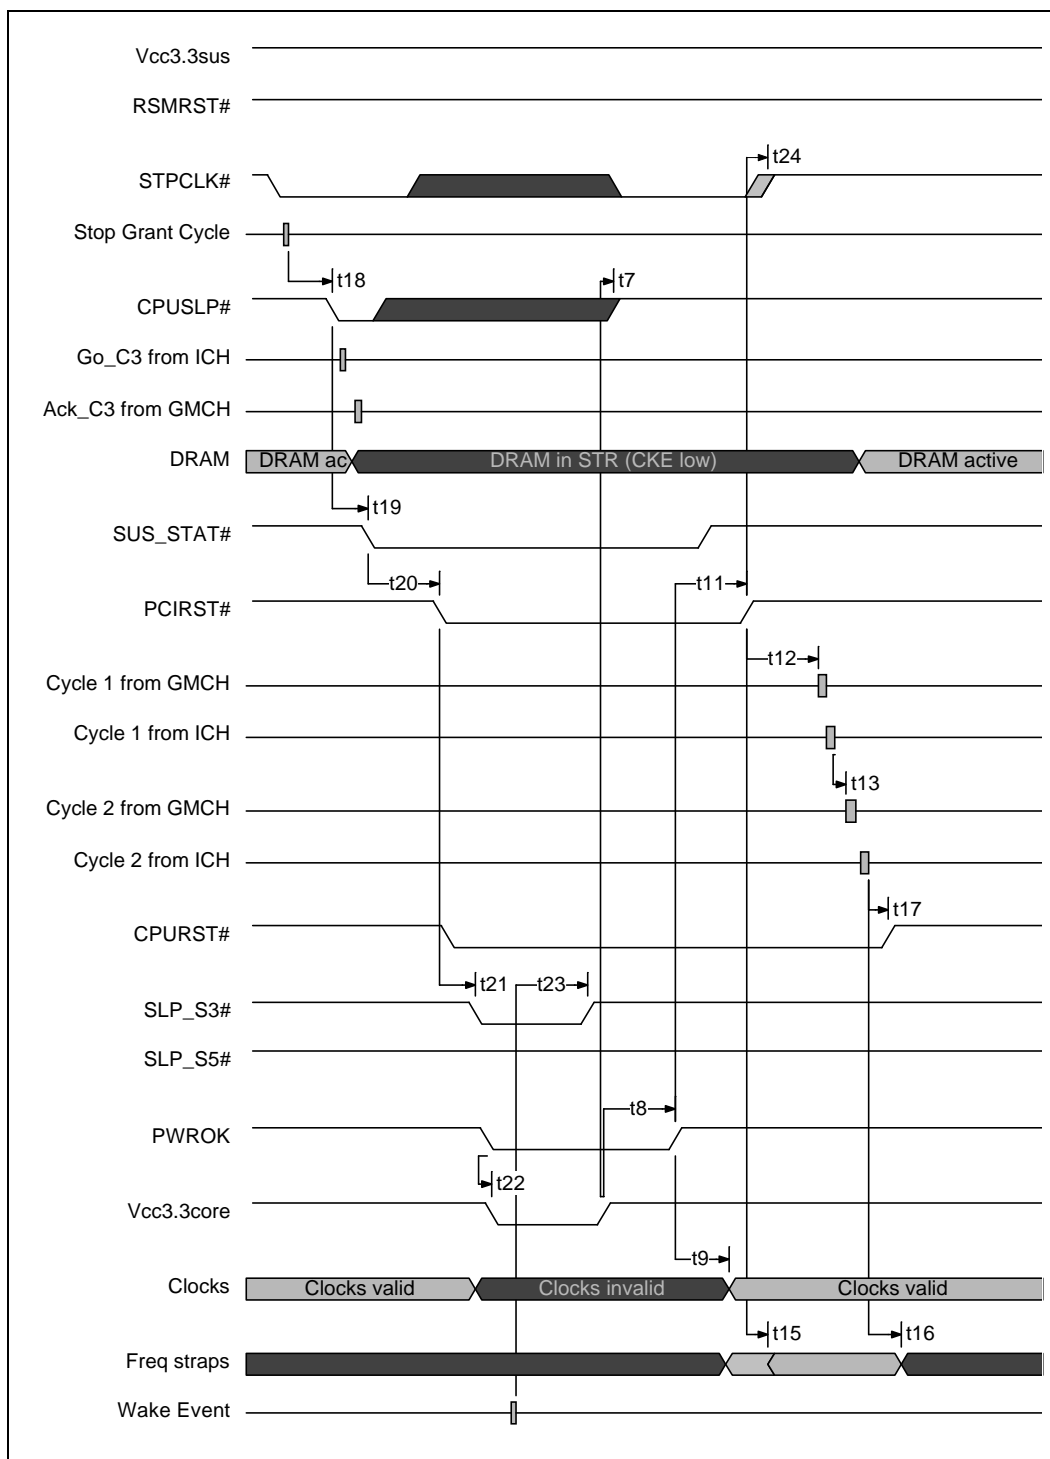 Vcc3.3sus
RSMRST#
t24
STPCLK#
Stop Grant Cycle
t18
t7
CPUSLP#
Go_C3 from ICH
Ack_C3 from GMCH
DRAM
DRAM ac
DRAM in STR (CKE low)
DRAM active
t19
SUS_STAT#
t20
t11
PCIRST#
t12
Cycle 1 from GMCH
Cycle 1 from ICH
t13
Cycle 2 from GMCH
Cycle 2 from ICH
t17
CPURST#
t21
t23
SLP_S3#
SLP_S5#
t8
PWROK
t22
Vcc3.3core
t9
Clocks
Clocks valid
Clocks invalid
Clocks valid
t15
t16
Freq straps
Wake Event